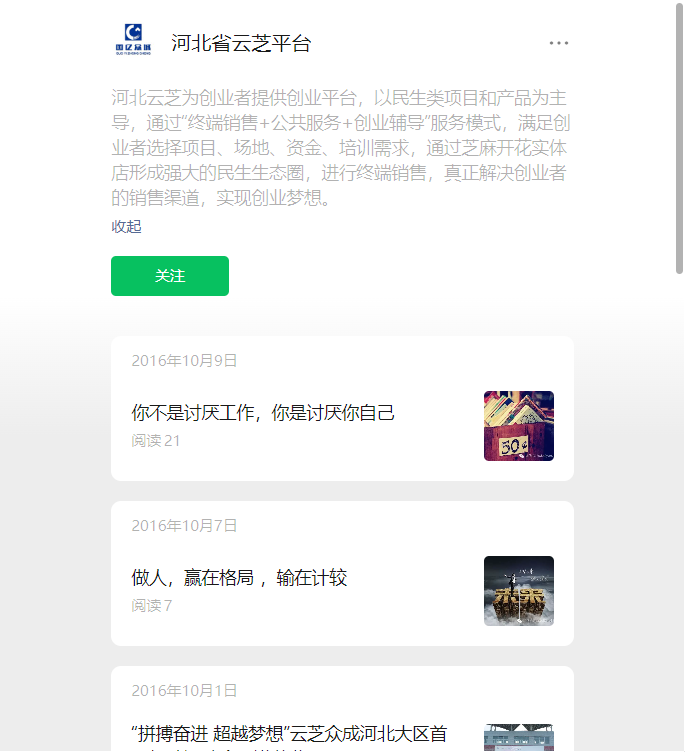 国亿众成
河北省云芝平台
河北云芝为创业者提供创业平台，以民生类项目和产品为主
导，通过“终端销售+公共服务+创业辅导”服务模式，满足创
业者选择项目、场地、资金、培训需求，通过芝麻开花实体
店形成强大的民生生态圈，进行终端销售，真正解决创业者
的销售渠道，实现创业梦想。
收起
关注
2016年10月9日
你不是讨厌工作，你是讨厌你自己
阅读 21
50¢
2016年10月7日
做人，赢在格局 ，输在计较
阅读 7
未来
2016年10月1日
“拼搏奋进 超越梦想”云芝众成河北大区首